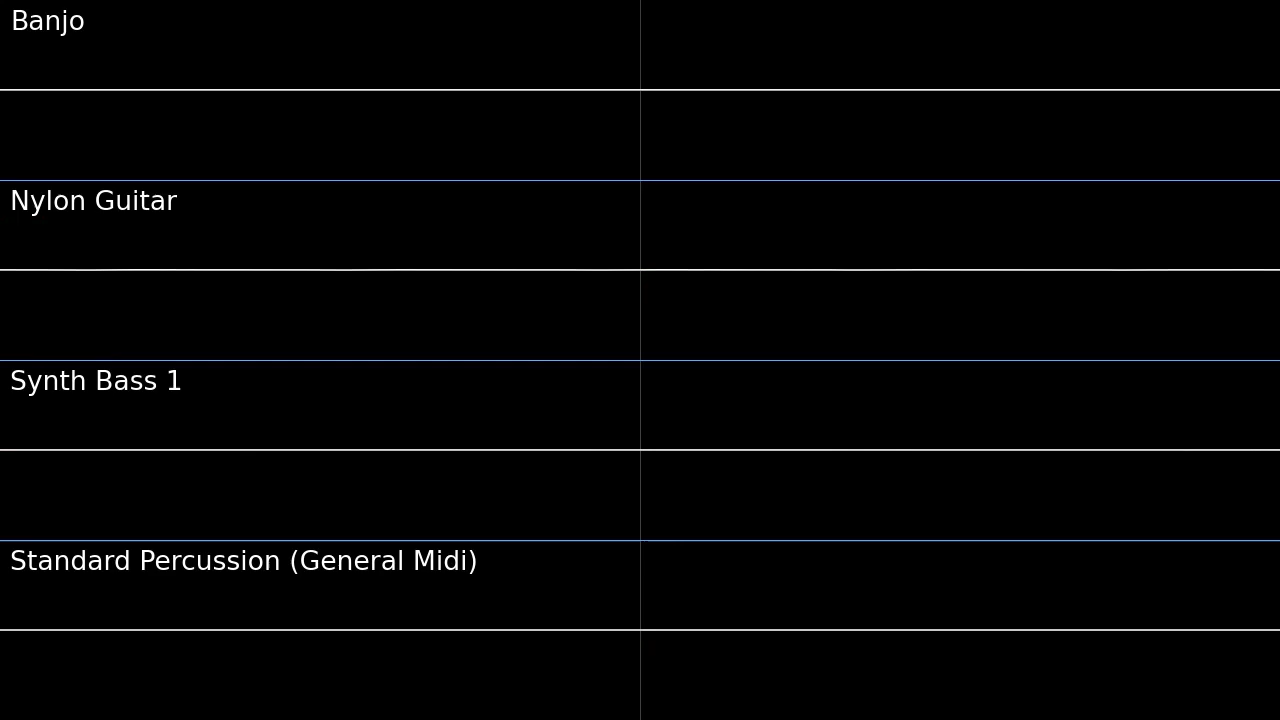 Banjo
Nylon Guitar
Synth Bass 1
Standard Percussion (General Midi)